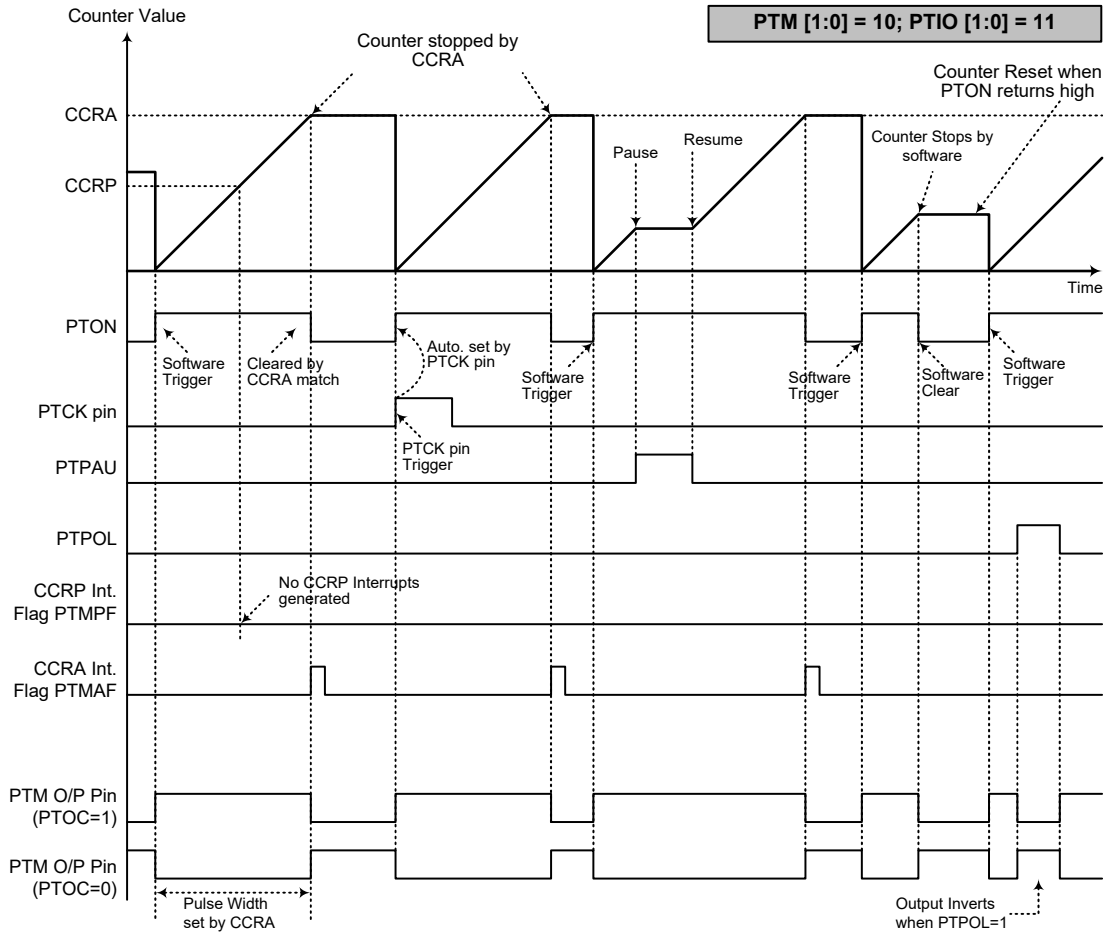 Counter Value
PTM [1:0] = 10; PTIO [1:0] = 11
Counter stopped by
CCRA
Counter Reset when
PTON returns high
CCRA
Counter Stops by
software
Pause
Resume
CCRP
Time
PTON
Software
Trigger
Cleared by
CCRA match
Auto. set by
PTCK pin
Software
Trigger
Software
Trigger
Software
Clear
Software
Trigger
PTCK pin
PTCK pin
Trigger
PTPAU
PTPOL
CCRP Int.
Flag PTMPF
No CCRP Interrupts
generated
CCRA Int.
Flag PTMAF
PTM O/P Pin
(PTOC=1)
PTM O/P Pin
(PTOC=0)
Pulse Width
set by CCRA
Output Inverts
when PTPOL=1